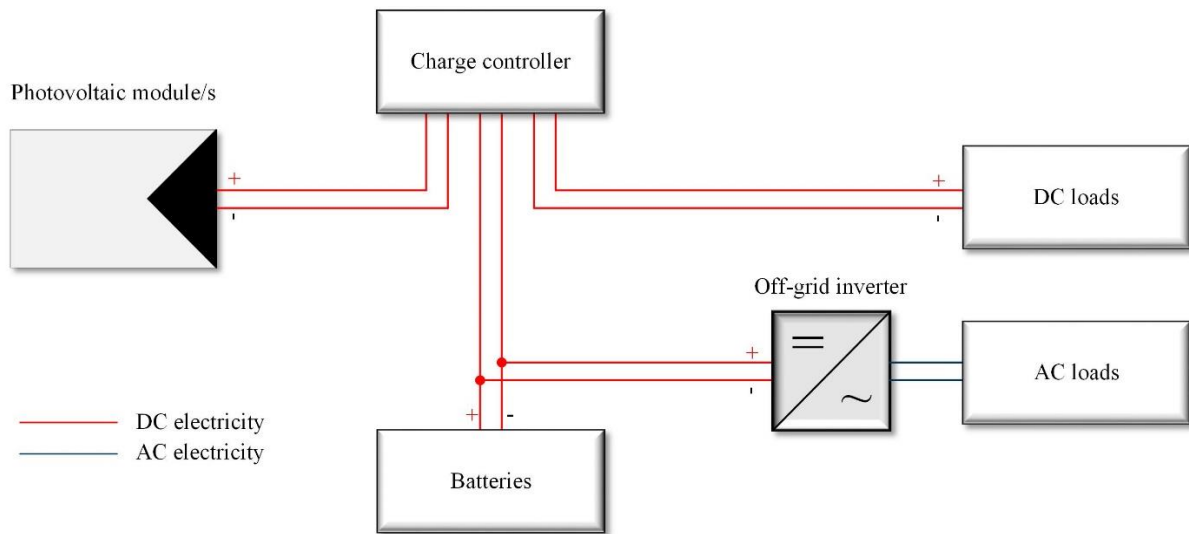 Charge controller
Photovoltaic module/s
+
-
+
-
DC loads
Off-grid inverter
+
-
=
~
AC loads
+ -
DC electricity
AC electricity
Batteries